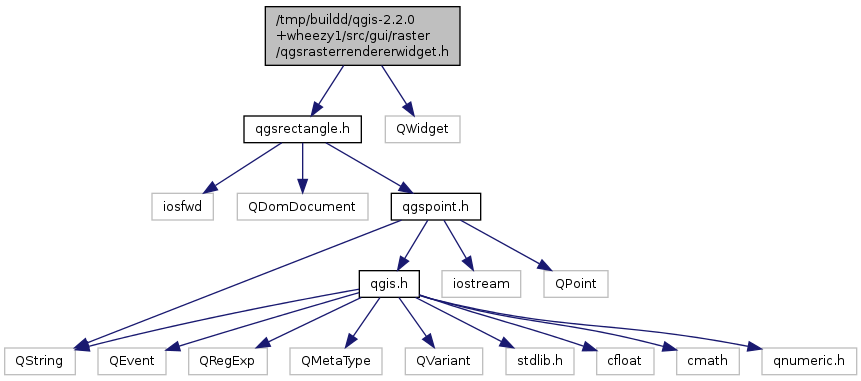 /tmp/buildd/qgis-2.2.0
+wheezy1/src/gui/raster
/qgsrasterrendererwidget.h
qgsrectangle.h
QWidget
iosfwd
QDomDocument
qgspoint.h
qgis.h
iostream
QPoint
QString
QEvent
QRegExp
QMetaType
QVariant
stdlib.h
cfloat
cmath
qnumeric.h